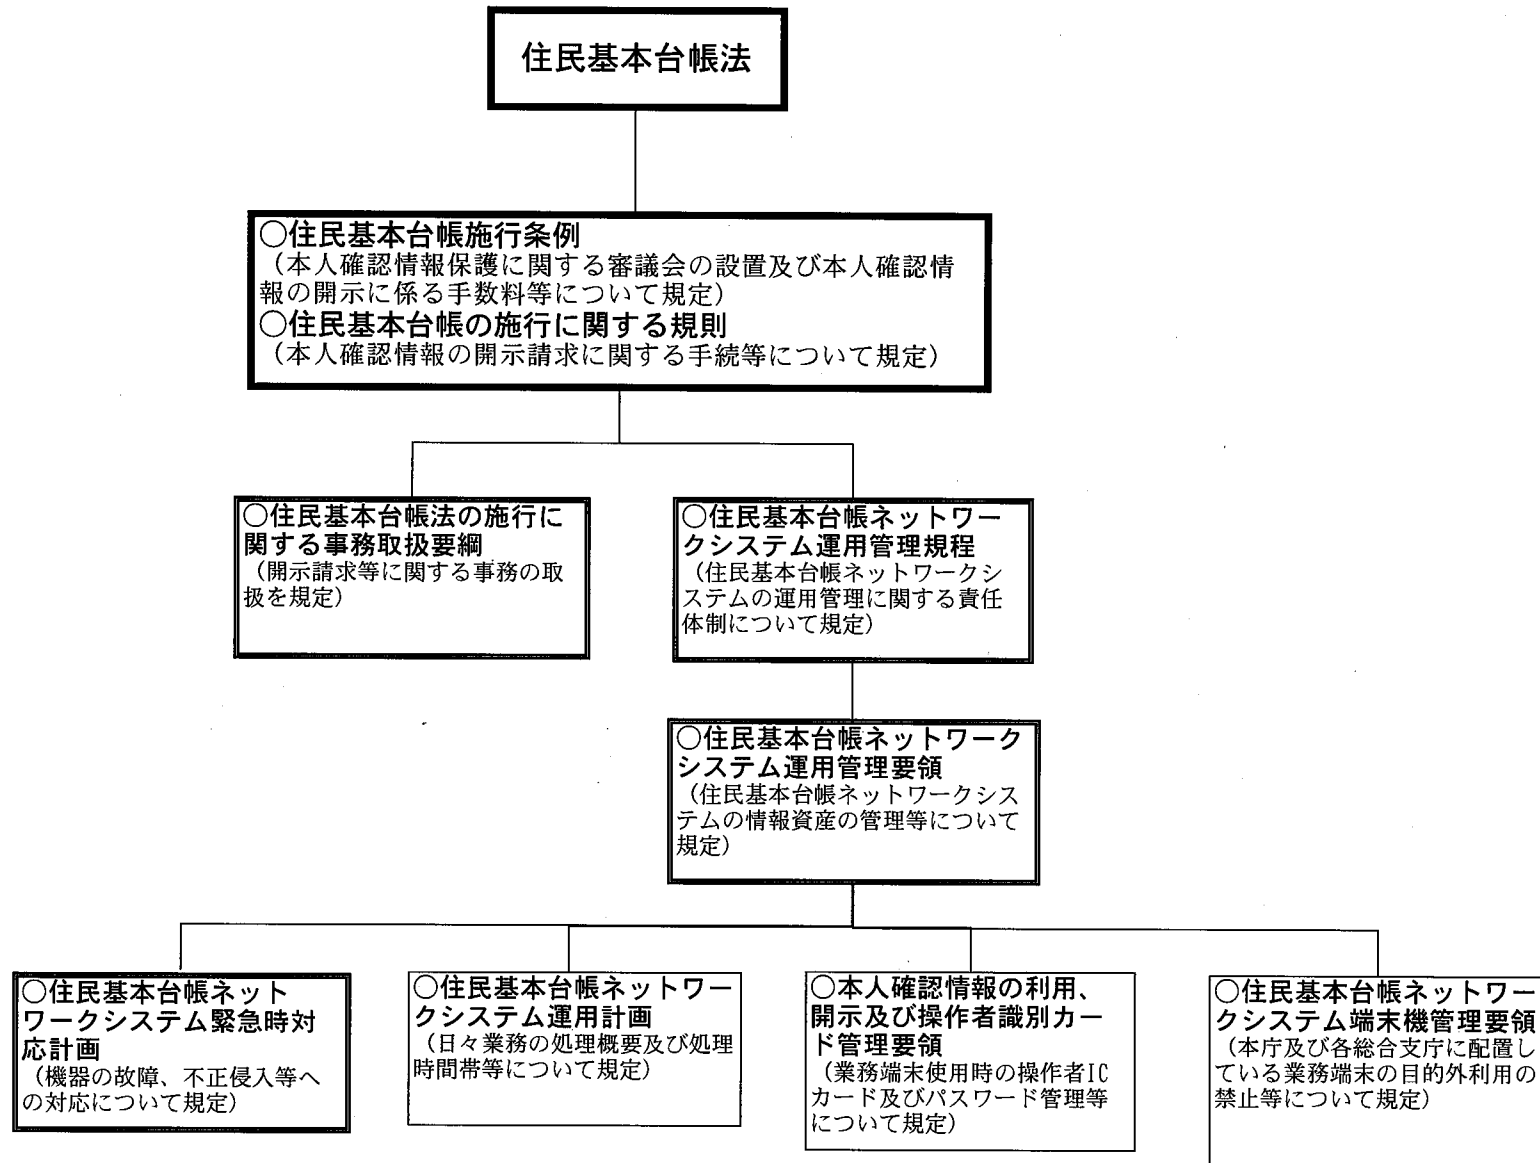 住民基本台帳法
○住民基本台帳施行条例
（本人確認情報保護に関する審議会の設置及び本人確認情
報の開示に係る手数料等について規定）
○住民基本台帳の施行に関する規則
（本人確認情報の開示請求に関する手続等について規定）
○住民基本台帳法の施行に
関する事務取扱要綱
（開示請求等に関する事務の取
扱を規定）
○住民基本台帳ネットワー
クシステム運用管理規程
（住民基本台帳ネットワークシ
ステムの運用管理に関する責任
体制について規定）
○住民基本台帳ネットワーク
システム運用管理要領
（住民基本台帳ネットワークシス
テムの情報資産の管理等について
規定）
○住民基本台帳ネット
ワークシステム緊急時対
応計画
（機器の故障、不正侵入等へ
の対応について規定）
○住民基本台帳ネットワー
クシステム運用計画
（日々業務の処理概要及び処理
時間帯等について規定）
○本人確認情報の利用、
開示及び操作者識別カー
ド管理要領
（業務端末使用時の操作者IC
カード及びパスワード管理等
について規定）
○住民基本台帳ネットワー
クシステム端末機管理要領
（本庁及び各総合支庁に配置し
ている業務端末の目的外利用の
禁止等について規定）